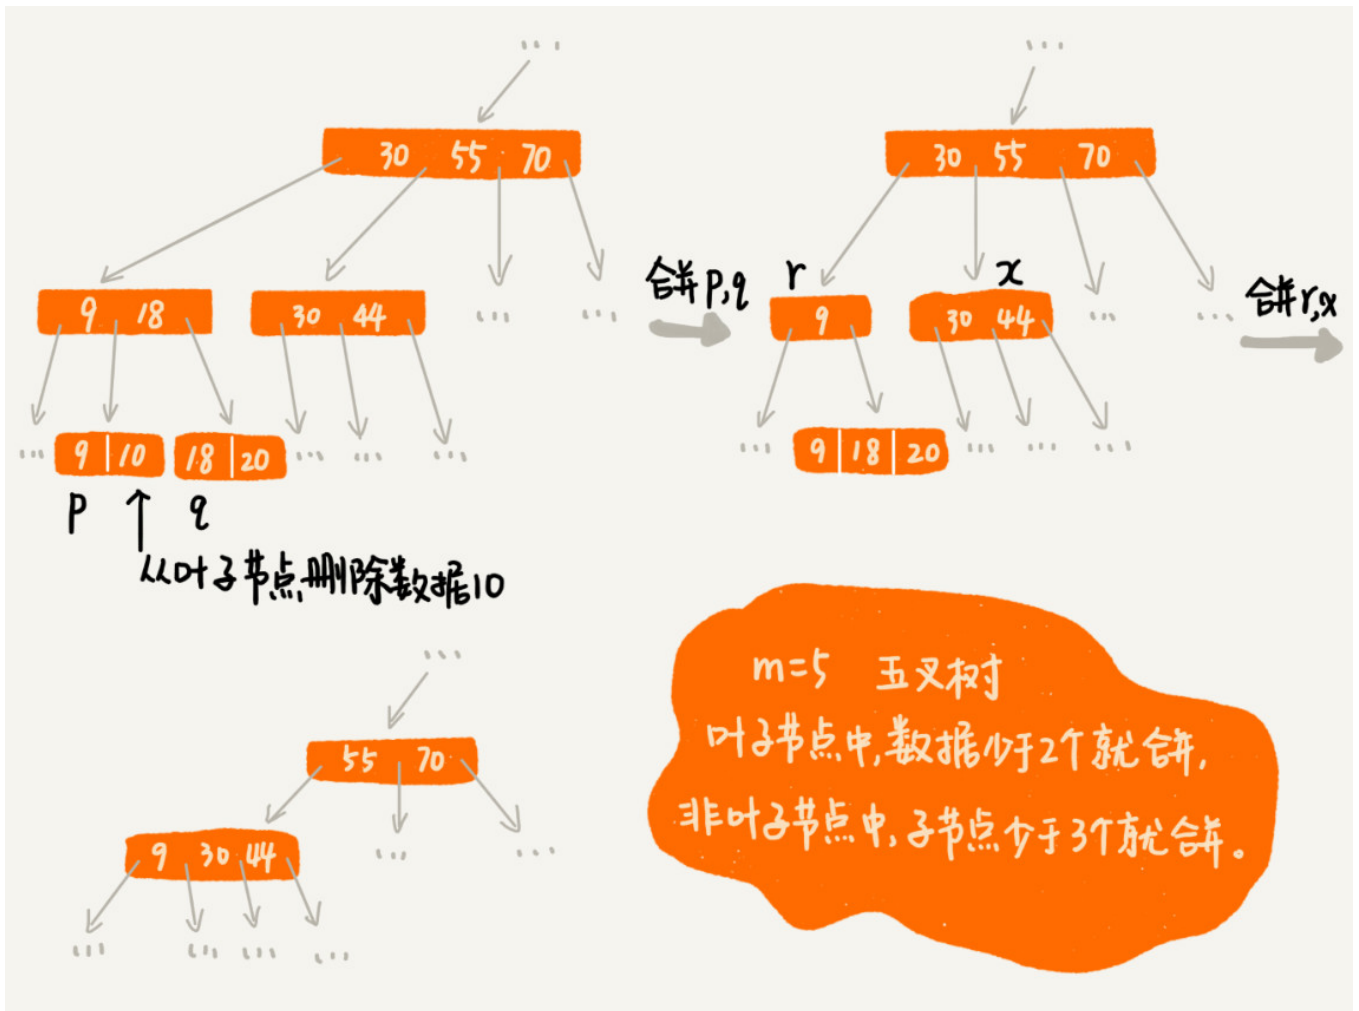 ...
...
30 55 70
30 55 70
合并p,q
r
x
合并r,x
9 18
30 44
... ...
9
30 44
... ...
... 9 10 18 20 ... ... ...
... 9 18 20 ... ... ...
p q
从叶子节点删除数据10
...
55 70
9 30 44
... ...
... ... ... ...
m=5 五叉树
叶子节点中,数据少于2个就合并,
非叶子节点中,子节点少于3个就合并。